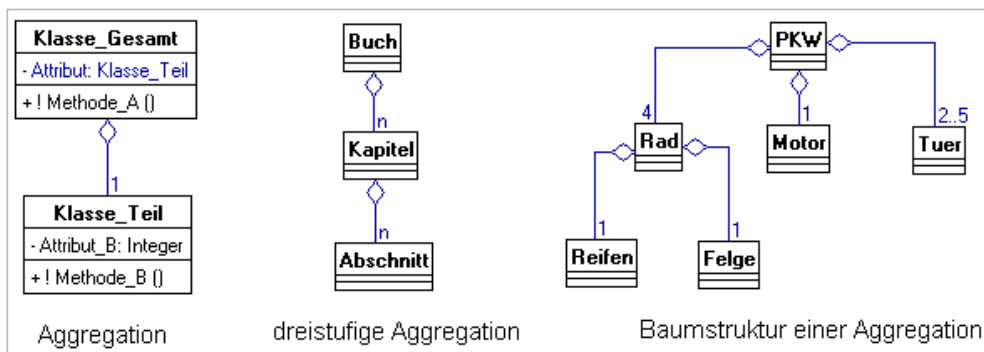 Klasse_Gesamt
- Attribut: Klasse_Teil
+ ! Methode_A ()
1
Klasse_Teil
- Attribut_B: Integer
+ ! Methode_B ()
Aggregation
Buch
n
Kapitel
n
Abschnitt
dreistufige Aggregation
PKW
4
1
2..5
Rad
Motor
Tuer
1
1
Reifen
Felge
Baumstruktur einer Aggregation